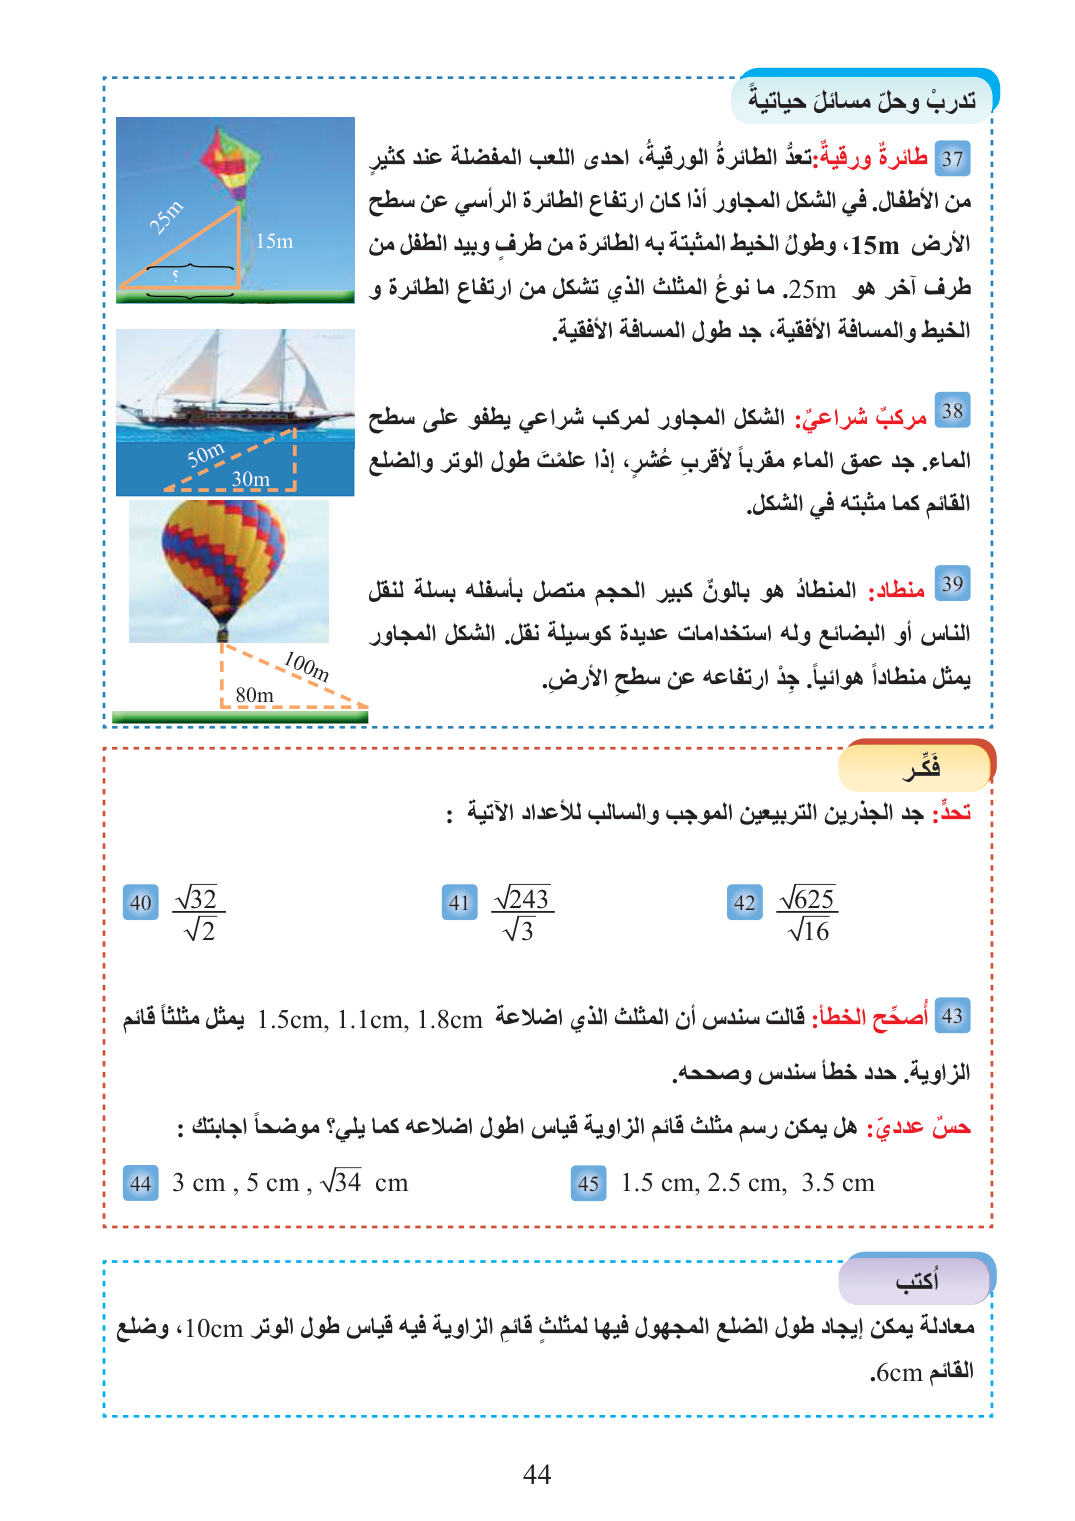 تدربْ وحلّ مسائلَ حياتيةً
37 طائرةٌ ورقيةٌ:تعدُّ الطائرةُ الورقيةُ، احدى اللعب المفضلة عند كثيرٍ
من الأطفال. في الشكل المجاور أذا كان ارتفاع الطائرة الرأسي عن سطح
الأرض 15m، وطولُ الخيط المثبتة به الطائرة من طرفٍ وبيد الطفل من
طرف آخر هو 25m. ما نوعُ المثلث الذي تشكل من ارتفاع الطائرة و
الخيط والمسافة الأفقية، جد طول المسافة الأفقية.
25m
15m
؟
38 مركبٌ شراعيٌ: الشكل المجاور لمركب شراعي يطفو على سطح
الماء. جد عمق الماء مقرباً لأقربِ عُشرٍ، إذا علمْتَ طول الوتر والضلع
القائم كما مثبته في الشكل.
50m
30m
39 منطاد: المنطادُ هو بالونٌ كبير الحجم متصل بأسفله بسلة لنقل
الناس أو البضائع وله استخدامات عديدة كوسيلة نقل. الشكل المجاور
يمثل منطاداً هوائياً. جِدْ ارتفاعه عن سطحِ الأرضِ.
100m
80m
فَكِّـر
تحدٍّ: جد الجذرين التربيعين الموجب والسالب للأعداد الآتية :
40 √32 / √2 41 √243 / √3 42 √625 / √16
43 أُصحِّح الخطأ: قالت سندس أن المثلث الذي اضلاعة 1.5cm, 1.1cm, 1.8cm يمثل مثلثاً قائم
الزاوية. حدد خطأ سندس وصححه.
حسٌ عدديّ: هل يمكن رسم مثلث قائم الزاوية قياس اطول اضلاعه كما يلي؟ موضحاً اجابتك :
44 3 cm , 5 cm , √34 cm 45 1.5 cm, 2.5 cm, 3.5 cm
اُكتب
معادلة يمكن إيجاد طول الضلع المجهول فيها لمثلثٍ قائمِ الزاوية فيه قياس طول الوتر 10cm، وضلع
القائم 6cm.
44